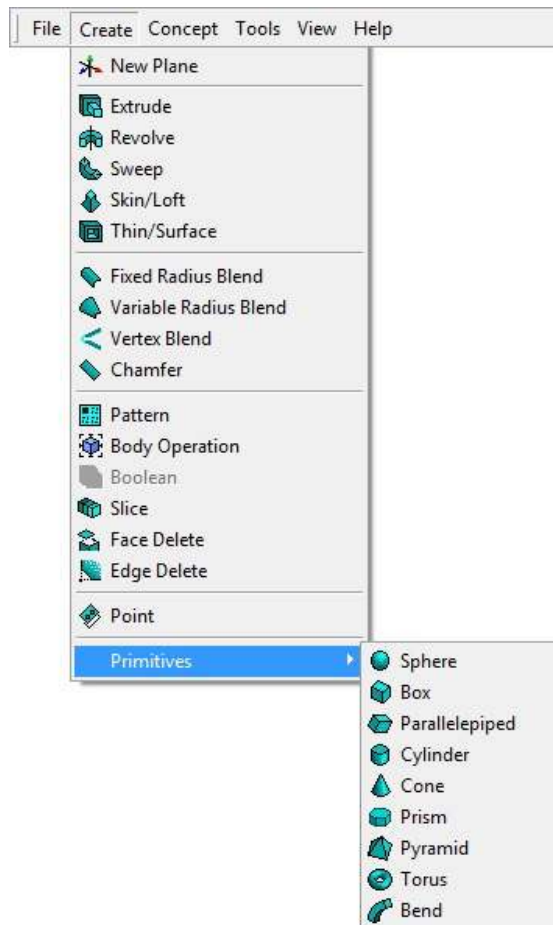 File Create Concept Tools View Help
New Plane
Extrude
Revolve
Sweep
Skin/Loft
Thin/Surface
Fixed Radius Blend
Variable Radius Blend
Vertex Blend
Chamfer
Pattern
Body Operation
Boolean
Slice
Face Delete
Edge Delete
Point
Primitives
Sphere
Box
Parallelepiped
Cylinder
Cone
Prism
Pyramid
Torus
Bend